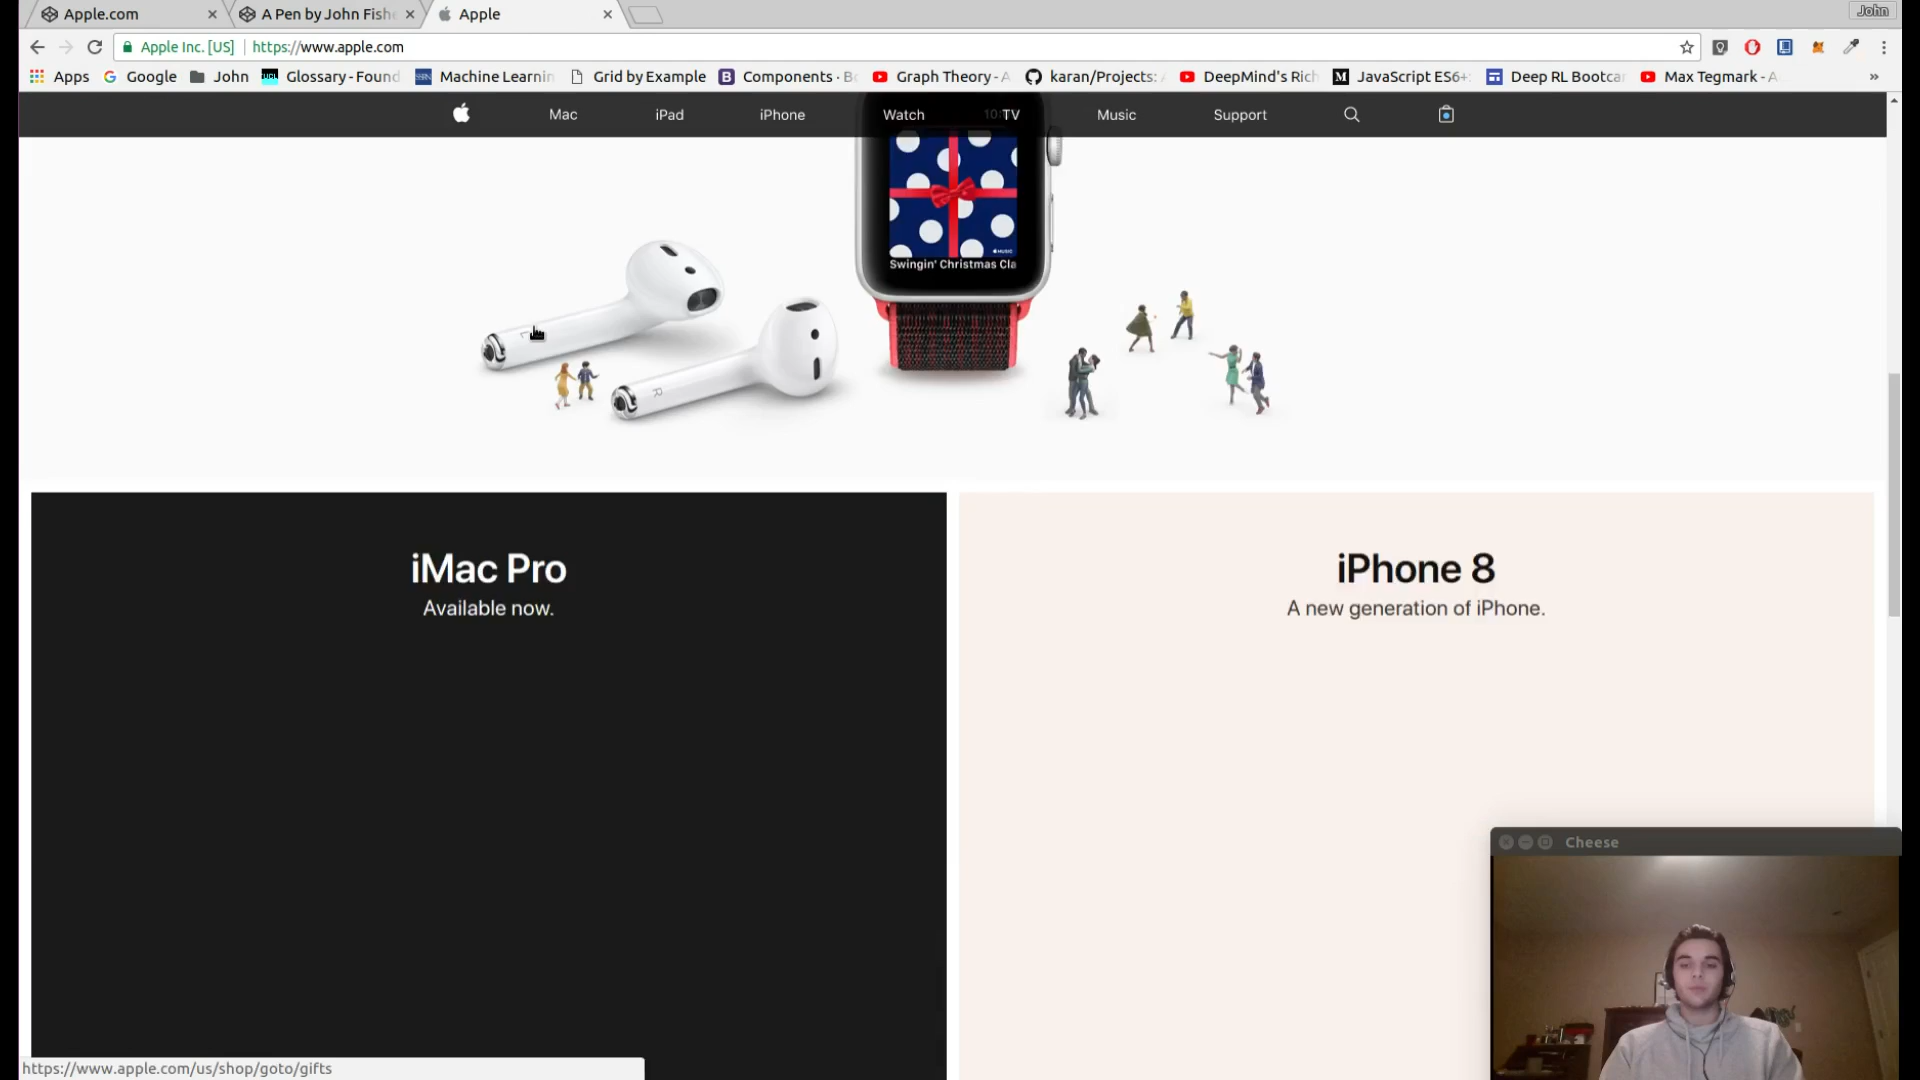 Apple.com
A Pen by John Fish
Apple
John
Apple Inc. [US]
https://www.apple.com
Apps
Google
John
Glossary - Found
Machine Learnin
Grid by Example
Components · B
Graph Theory - A
karan/Projects:
DeepMind's Rich
JavaScript ES6+
Deep RL Bootca
Max Tegmark - A
»
Mac
iPad
iPhone
Watch
10:
TV
Music
Support
MUSIC
Swingin' Christmas Cla
R
iMac Pro
Available now.
iPhone 8
A new generation of iPhone.
Cheese
https://www.apple.com/us/shop/goto/gifts